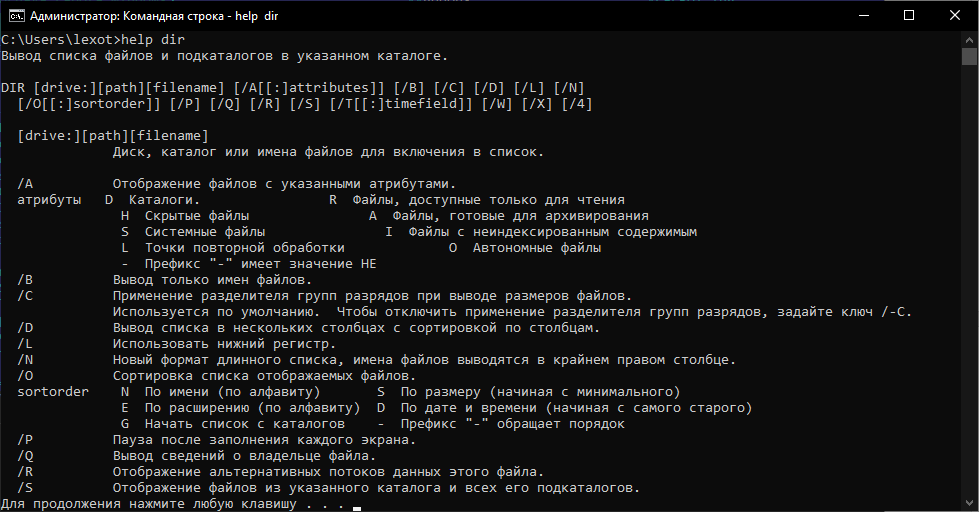 Администратор: Командная строка - help dir
C:\Users\lexot>help dir
Вывод списка файлов и подкаталогов в указанном каталоге.
DIR [drive:][path][filename] [/A[[:]attributes]] [/B] [/C] [/D] [/L] [/N]
[/O[[:]sortorder]] [/P] [/Q] [/R] [/S] [/T[[:]timefield]] [/W] [/X] [/4]
[drive:][path][filename]
Диск, каталог или имена файлов для включения в список.
/A Отображение файлов с указанными атрибутами.
атрибуты D Каталоги. R Файлы, доступные только для чтения
H Скрытые файлы A Файлы, готовые для архивирования
S Системные файлы I Файлы с неиндексированным содержимым
L Точки повторной обработки O Автономные файлы
- Префикс "-" имеет значение НЕ
/B Вывод только имен файлов.
/C Применение разделителя групп разрядов при выводе размеров файлов.
Используется по умолчанию. Чтобы отключить применение разделителя групп разрядов, задайте ключ /-C.
/D Вывод списка в нескольких столбцах с сортировкой по столбцам.
/L Использовать нижний регистр.
/N Новый формат длинного списка, имена файлов выводятся в крайнем правом столбце.
/O Сортировка списка отображаемых файлов.
sortorder N По имени (по алфавиту) S По размеру (начиная с минимального)
E По расширению (по алфавиту) D По дате и времени (начиная с самого старого)
G Начать список с каталогов - Префикс "-" обращает порядок
/P Пауза после заполнения каждого экрана.
/Q Вывод сведений о владельце файла.
/R Отображение альтернативных потоков данных этого файла.
/S Отображение файлов из указанного каталога и всех его подкаталогов.
Для продолжения нажмите любую клавишу . . .